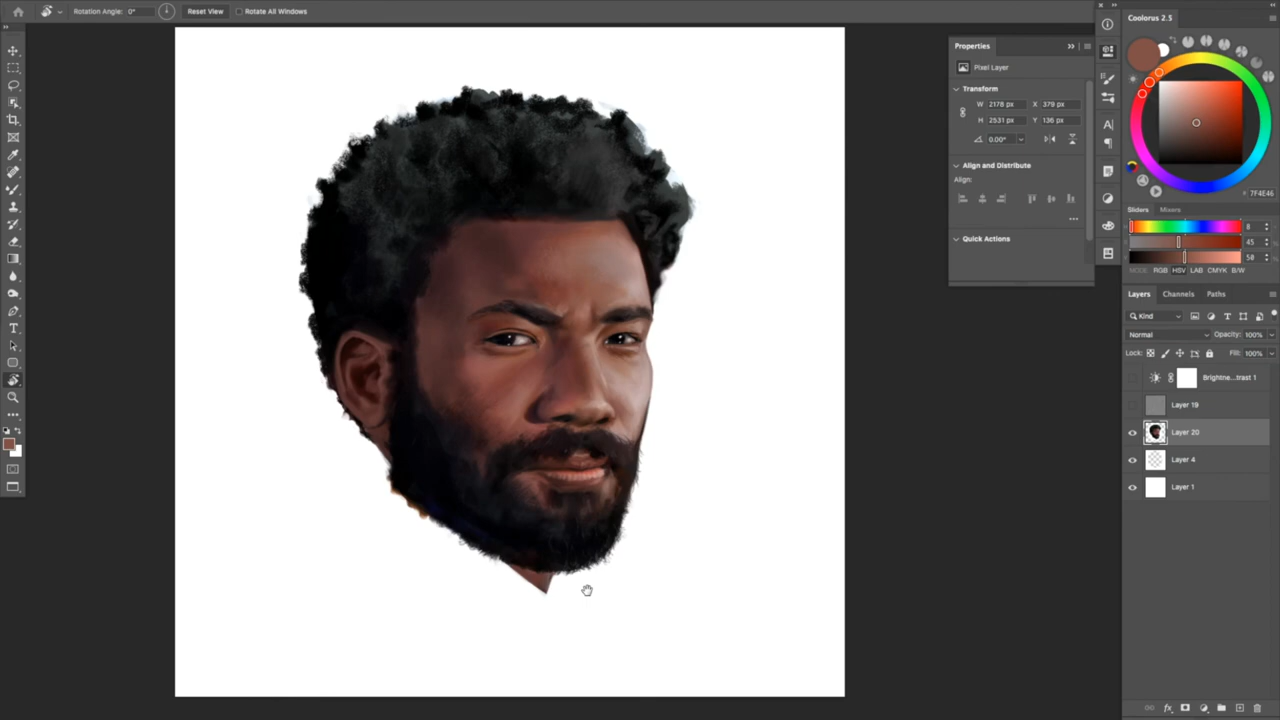 Rotation Angle: 0° Reset View Rotate All Windows
Coolorus 2.5
Properties
Pixel Layer
Transform
W 2178 px X 379 px
H 2531 px Y 136 px
0.00°
Align and Distribute
Align:
Quick Actions
# 7F4E46
Sliders Mixers
8
45
50
RGB HSV LAB CMYK B/W
Layers Channels Paths
Kind
Normal Opacity: 100%
Lock: Fill: 100%
Brightne...trast 1
Layer 19
Layer 20
Layer 4
Layer 1